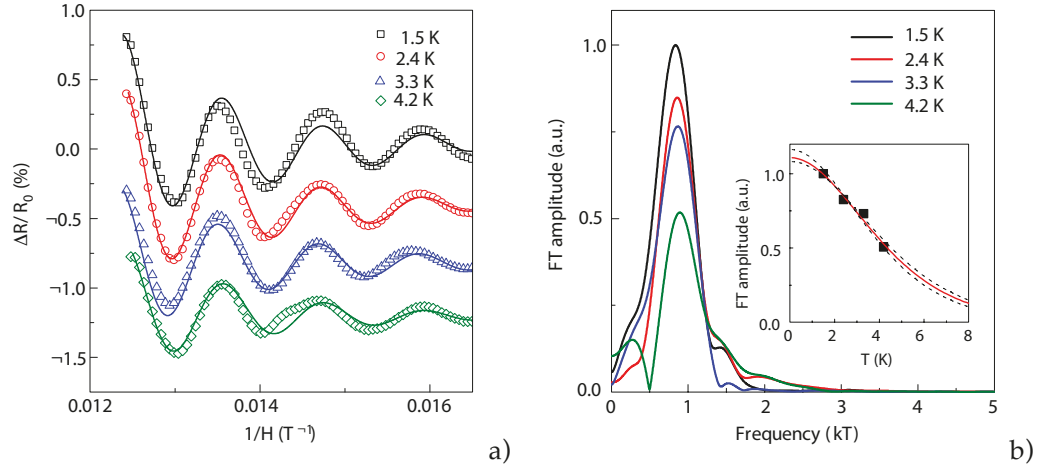 1.0
0.5
0.0
¬0.5
¬1.0
¬1.5
0.012
0.014
0.016
ΔR/ R0 (%)
1/H (T ¬1)
1.5 K
2.4 K
3.3 K
4.2 K
a)
1.0
0.5
0.0
0
1
2
3
4
5
FT amplitude (a.u.)
Frequency (kT)
1.5 K
2.4 K
3.3 K
4.2 K
1.0
0.5
0.0
0
2
4
6
8
FT amplitude (a.u.)
T (K)
b)